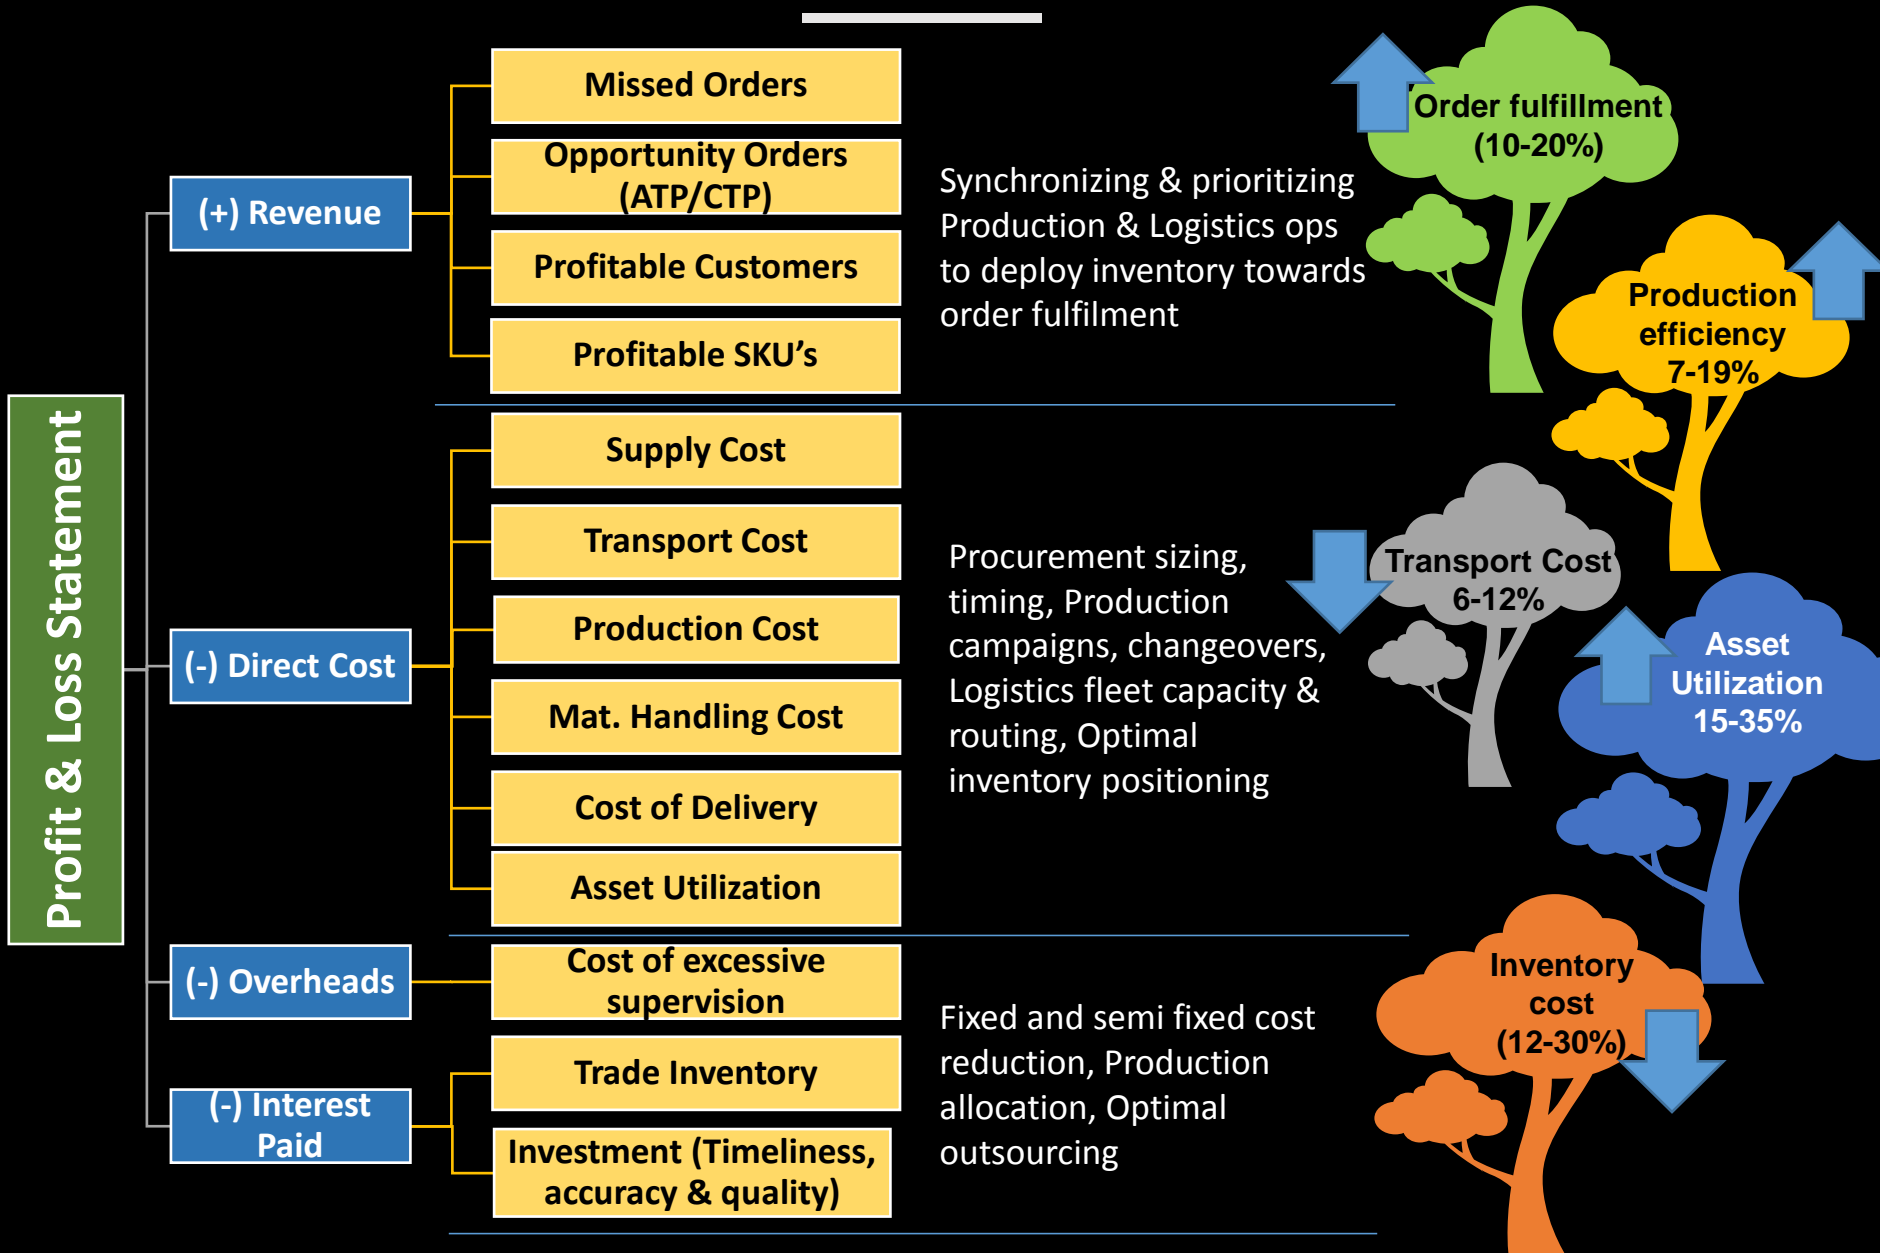 Profit & Loss Statement
(+) Revenue
Missed Orders
Opportunity Orders
(ATP/CTP)
Profitable Customers
Profitable SKU’s
Synchronizing & prioritizing
Production & Logistics ops
to deploy inventory towards
order fulfilment
(-) Direct Cost
Supply Cost
Transport Cost
Production Cost
Mat. Handling Cost
Cost of Delivery
Asset Utilization
Procurement sizing,
timing, Production
campaigns, changeovers,
Logistics fleet capacity &
routing, Optimal
inventory positioning
(-) Overheads
Cost of excessive
supervision
(-) Interest
Paid
Trade Inventory
Investment (Timeliness,
accuracy & quality)
Fixed and semi fixed cost
reduction, Production
allocation, Optimal
outsourcing
Order fulfillment
(10-20%)
Production
efficiency
7-19%
Transport Cost
6-12%
Asset
Utilization
15-35%
Inventory
cost
(12-30%)